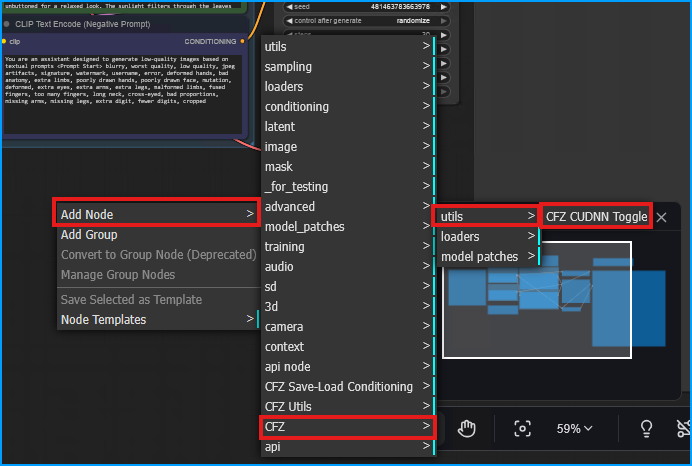 unbuttoned for a relaxed look. The sunlight filters through the leaves
CLIP Text Encode (Negative Prompt)
clip
CONDITIONING
You are an assistant designed to generate low-quality images based on
textual prompts <Prompt Start> blurry, worst quality, low quality, jpeg
artifacts, signature, watermark, username, error, deformed hands, bad
anatomy, extra limbs, poorly drawn hands, poorly drawn face, mutation,
deformed, extra eyes, extra arms, extra legs, malformed limbs, fused
fingers, too many fingers, long neck, cross-eyed, bad proportions,
missing arms, missing legs, extra digit, fewer digits, cropped
seed 481463783663978
control after generate randomize
Add Node >
Add Group
Convert to Group Node (Deprecated)
Manage Group Nodes
Save Selected as Template
Node Templates >
utils >
sampling >
loaders >
conditioning >
latent >
image >
mask >
_for_testing >
advanced >
model_patches >
training >
audio >
sd >
3d >
camera >
context >
api node >
CFZ Save-Load Conditioning >
CFZ Utils >
CFZ >
api >
utils >
loaders >
model patches >
CFZ CUDNN Toggle
59%